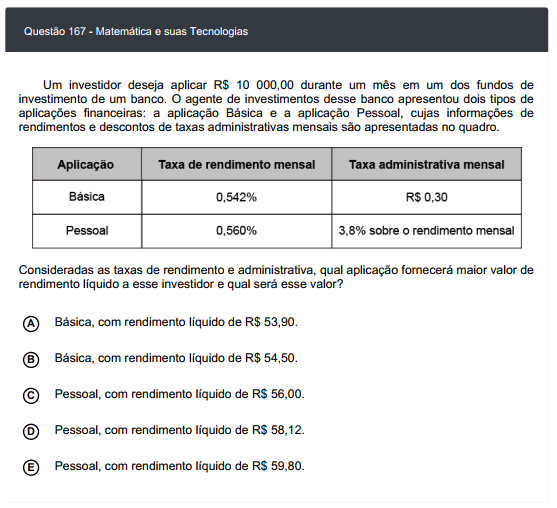 Questão 167 - Matemática e suas Tecnologias
Um investidor deseja aplicar R$ 10 000,00 durante um mês em um dos fundos de
investimento de um banco. O agente de investimentos desse banco apresentou dois tipos de
aplicações financeiras: a aplicação Básica e a aplicação Pessoal, cujas informações de
rendimentos e descontos de taxas administrativas mensais são apresentadas no quadro.
Aplicação Taxa de rendimento mensal Taxa administrativa mensal
Básica 0,542% R$ 0,30
Pessoal 0,560% 3,8% sobre o rendimento mensal
Consideradas as taxas de rendimento e administrativa, qual aplicação fornecerá maior valor de
rendimento líquido a esse investidor e qual será esse valor?
A Básica, com rendimento líquido de R$ 53,90.
B Básica, com rendimento líquido de R$ 54,50.
C Pessoal, com rendimento líquido de R$ 56,00.
D Pessoal, com rendimento líquido de R$ 58,12.
E Pessoal, com rendimento líquido de R$ 59,80.